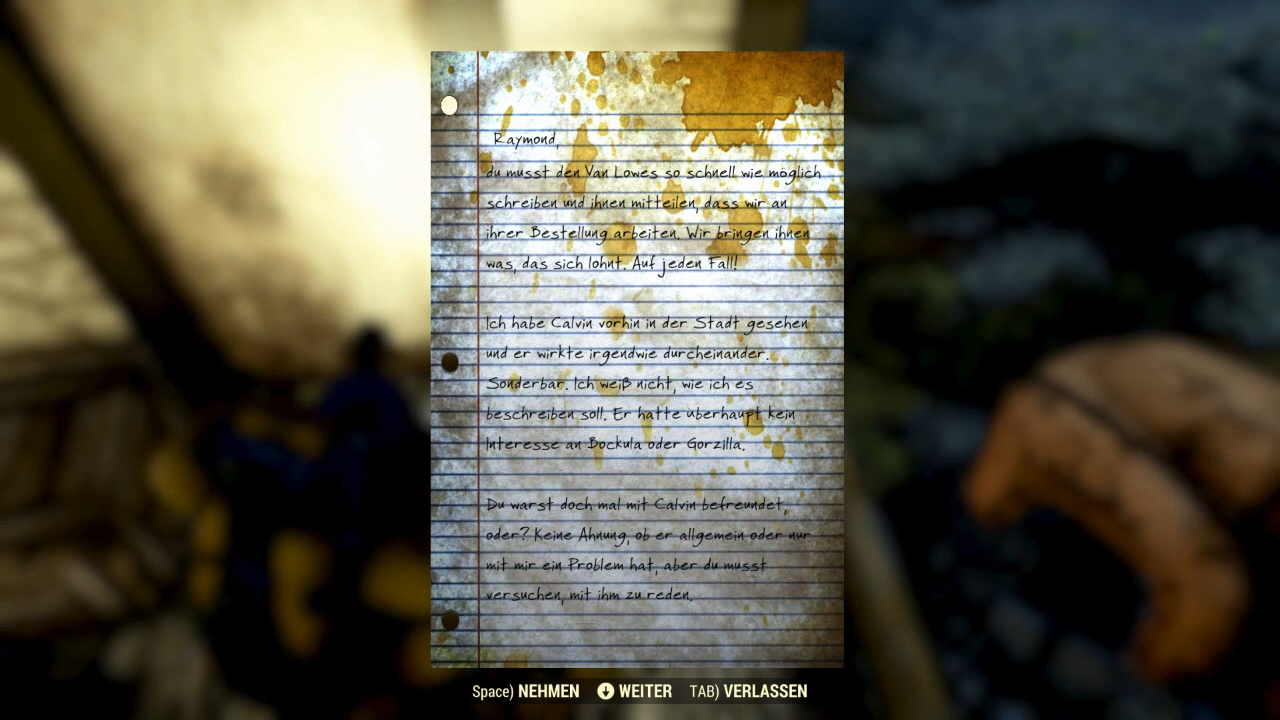 Raymond,
du musst den Van Lowes so schnell wie möglich
schreiben und ihnen mitteilen, dass wir an
ihrer Bestellung arbeiten. Wir bringen ihnen
was, das sich lohnt. Auf jeden Fall!
Ich habe Calvin vorhin in der Stadt gesehen
und er wirkte irgendwie durcheinander.
Sonderbar. Ich weiß nicht, wie ich es
beschreiben soll. Er hatte überhaupt kein
Interesse an Bockula oder Gorzilla.
Du warst doch mal mit Calvin befreundet,
oder? Keine Ahnung, ob er allgemein oder nur
mit mir ein Problem hat, aber du musst
versuchen, mit ihm zu reden.
Space) NEHMEN WEITER TAB) VERLASSEN